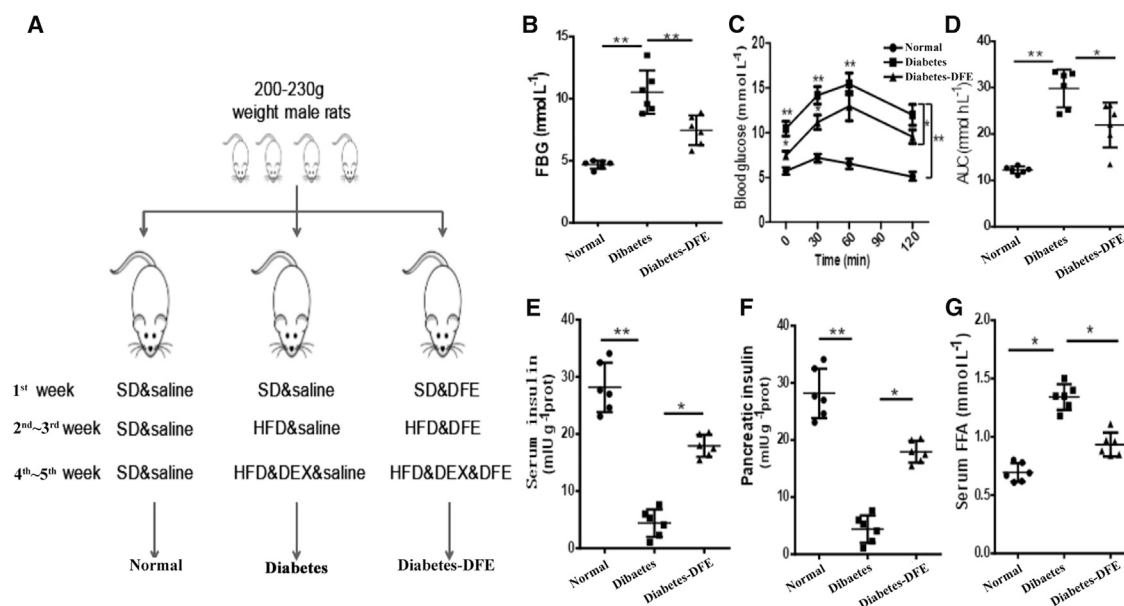 A
200-230g
weight male rats
1st week
SD&saline
SD&saline
SD&DFE
2nd~3rd week
SD&saline
HFD&saline
HFD&DFE
4th~5th week
SD&saline
HFD&DEX&saline
HFD&DEX&DFE
Normal
Diabetes
Diabetes-DFE
B
FBG (mmol L-1)
15
10
5
0
**
**
Normal
Dibaetes
Diabetes-DFE
C
Blood glucose (mmol L-1)
20
15
10
5
0
Normal
Diabetes
Diabetes-DFE
**
**
**
*
*
*
**
0
30
60
90
120
Time (min)
D
AUC (mmol h L-1)
40
30
20
10
0
**
*
Normal
Dibaetes
Diabetes-DFE
E
Serum insulin
(mIU g-1prot)
40
30
20
10
0
**
*
Normal
Dibaetes
Diabetes-DFE
F
Pancreatic insulin
(mIU g-1prot)
40
30
20
10
0
**
*
Normal
Dibaetes
Diabetes-DFE
G
Serum FFA (mmol L-1)
2.0
1.5
1.0
0.5
0.0
*
*
Normal
Dibaetes
Diabetes-DFE